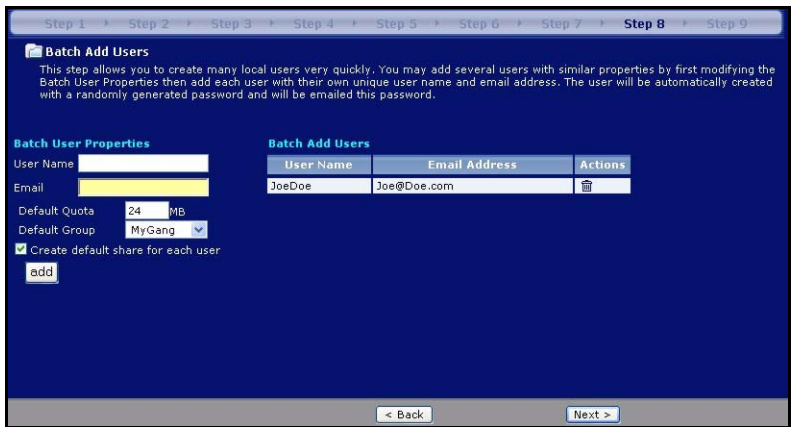 Step 1 Step 2 Step 3 Step 4 Step 5 Step 6 Step 7 Step 8 Step 9
Batch Add Users
This step allows you to create many local users very quickly. You may add several users with similar properties by first modifying the
Batch User Properties then add each user with their own unique user name and email address. The user will be automatically created
with a randomly generated password and will be emailed this password.
Batch User Properties
User Name
Email
Default Quota 24 MB
Default Group MyGang
Create default share for each user
add
Batch Add Users
User Name Email Address Actions
JoeDoe Joe@Doe.com
< Back Next >